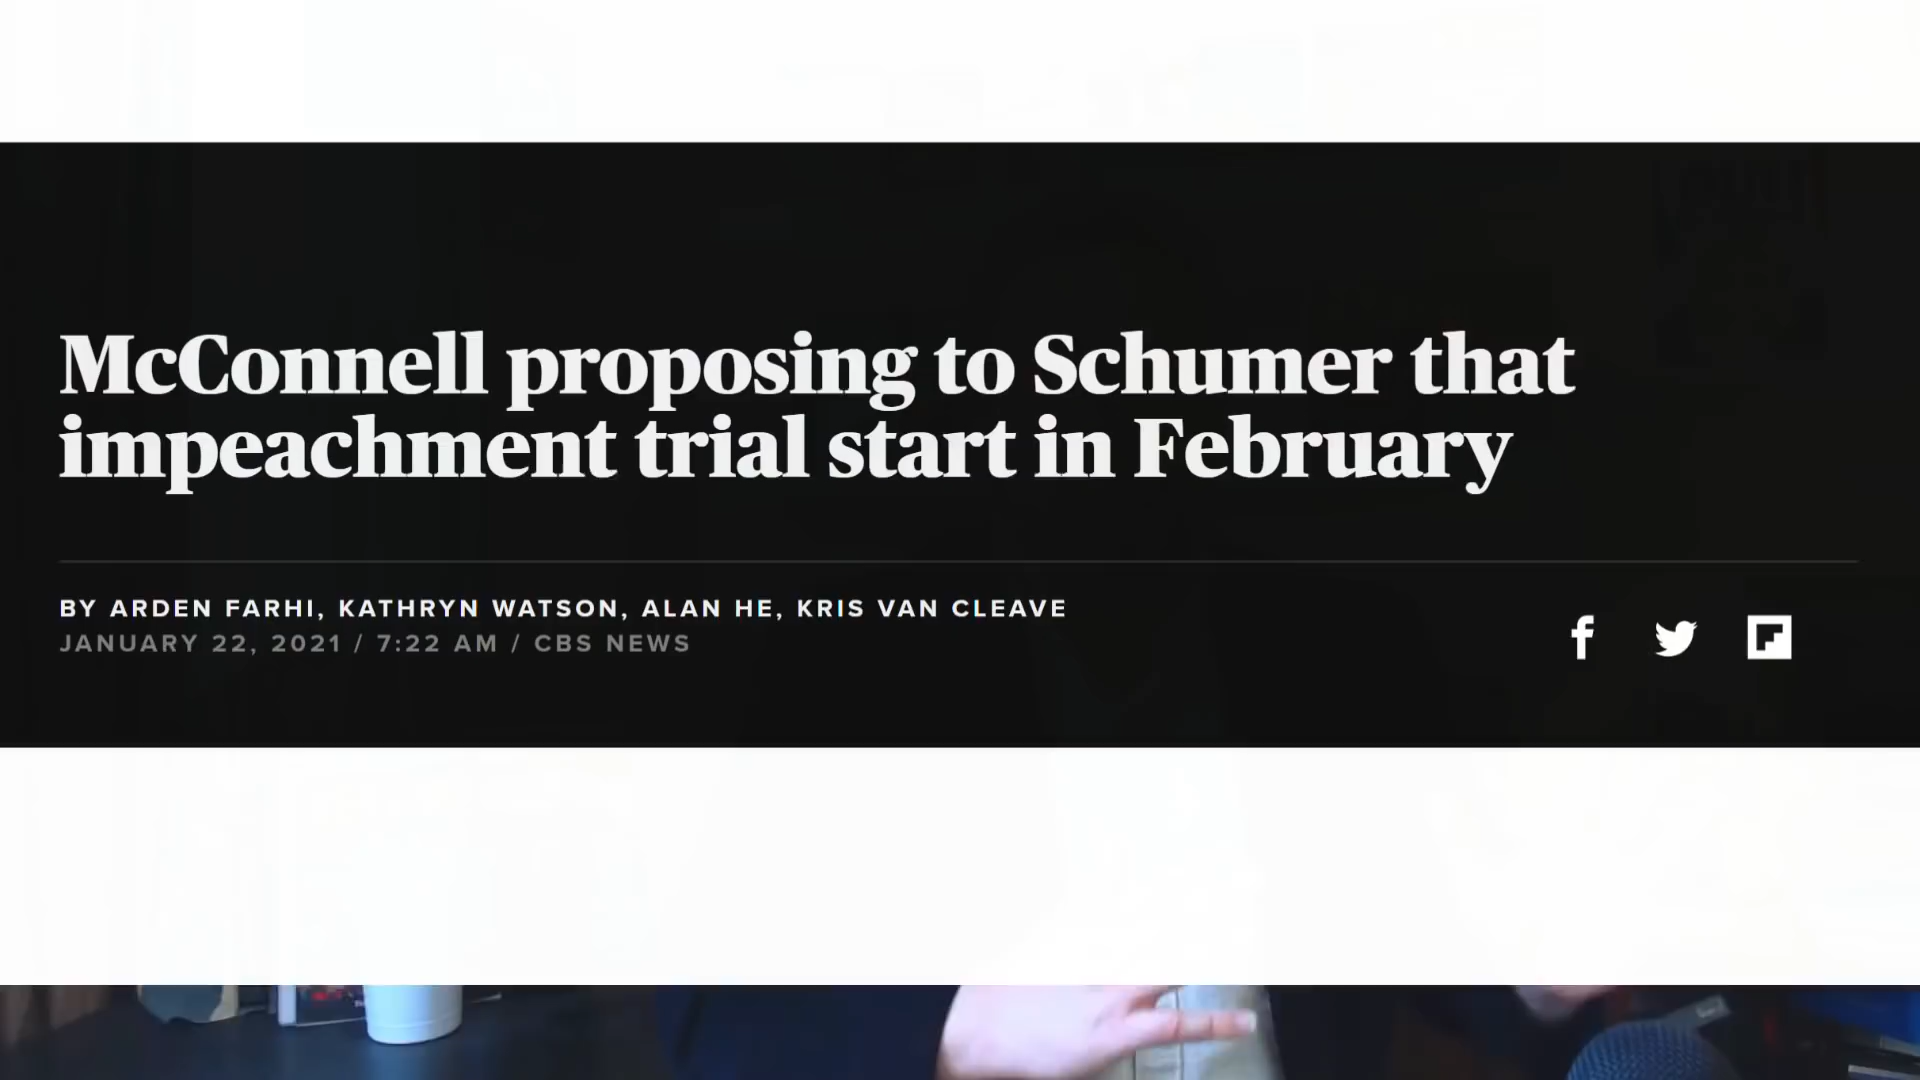 McConnell proposing to Schumer that
impeachment trial start in February
BY ARDEN FARHI, KATHRYN WATSON, ALAN HE, KRIS VAN CLEAVE
JANUARY 22, 2021 / 7:22 AM / CBS NEWS